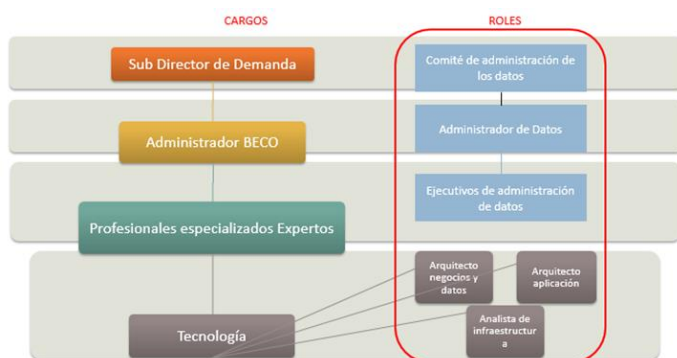 CARGOS
ROLES
Sub Director de Demanda
Comité de administración de
los datos
Administrador BECO
Administrador de Datos
Profesionales especializados Expertos
Ejecutivos de administración
de datos
Tecnología
Arquitecto
negocios y
datos
Arquitecto
aplicación
Analista de
infraestructur
a